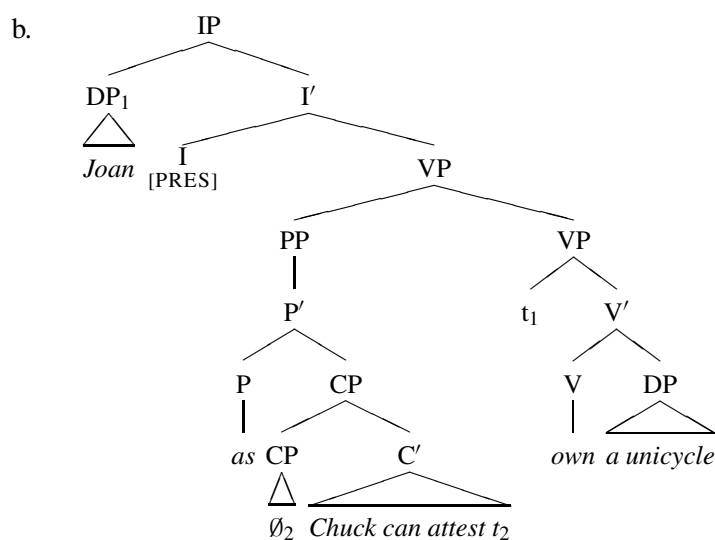 b.
IP
DP₁ I′
Joan I VP
[PRES]
PP VP
P′ t₁ V′
P CP V DP
as CP C′ own a unicycle
∅₂ Chuck can attest t₂